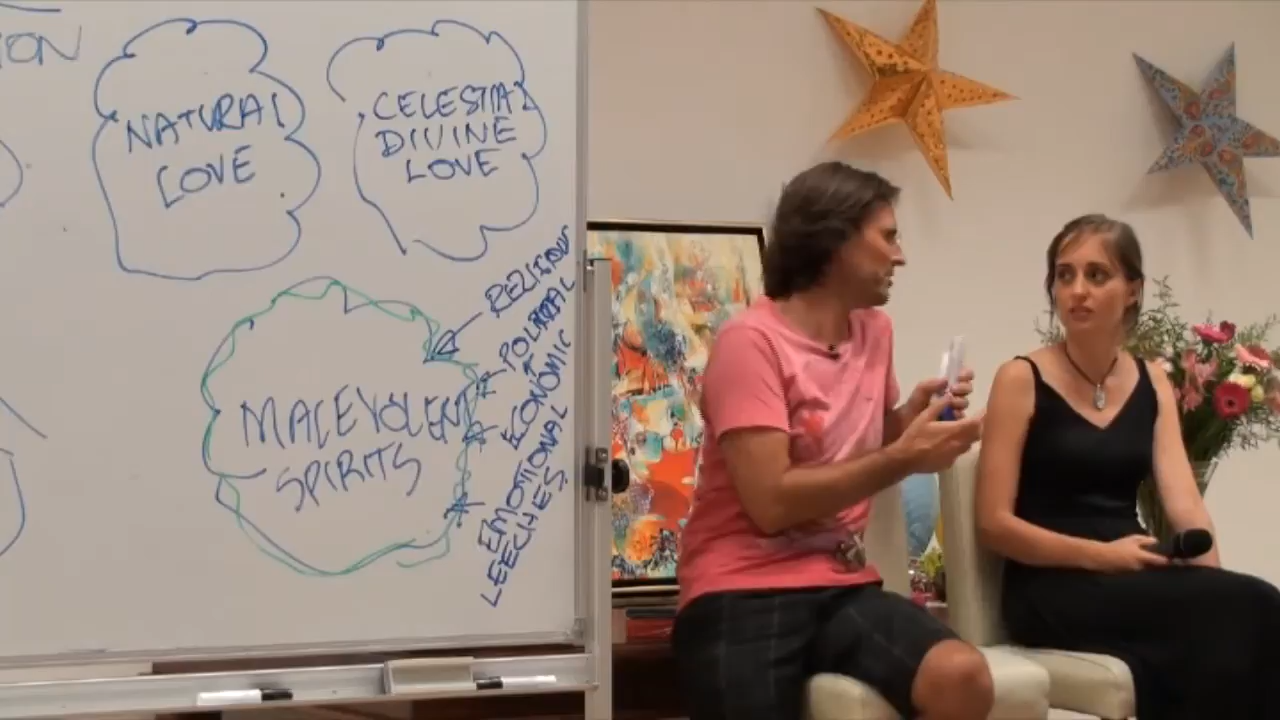 ION
NATURAL
LOVE
CELESTIAL
DIVINE
LOVE
RELIGIOUS
POLITICAL
ECONOMIC
EMOTIONAL
LEECHES
MALEVOLENT
SPIRITS